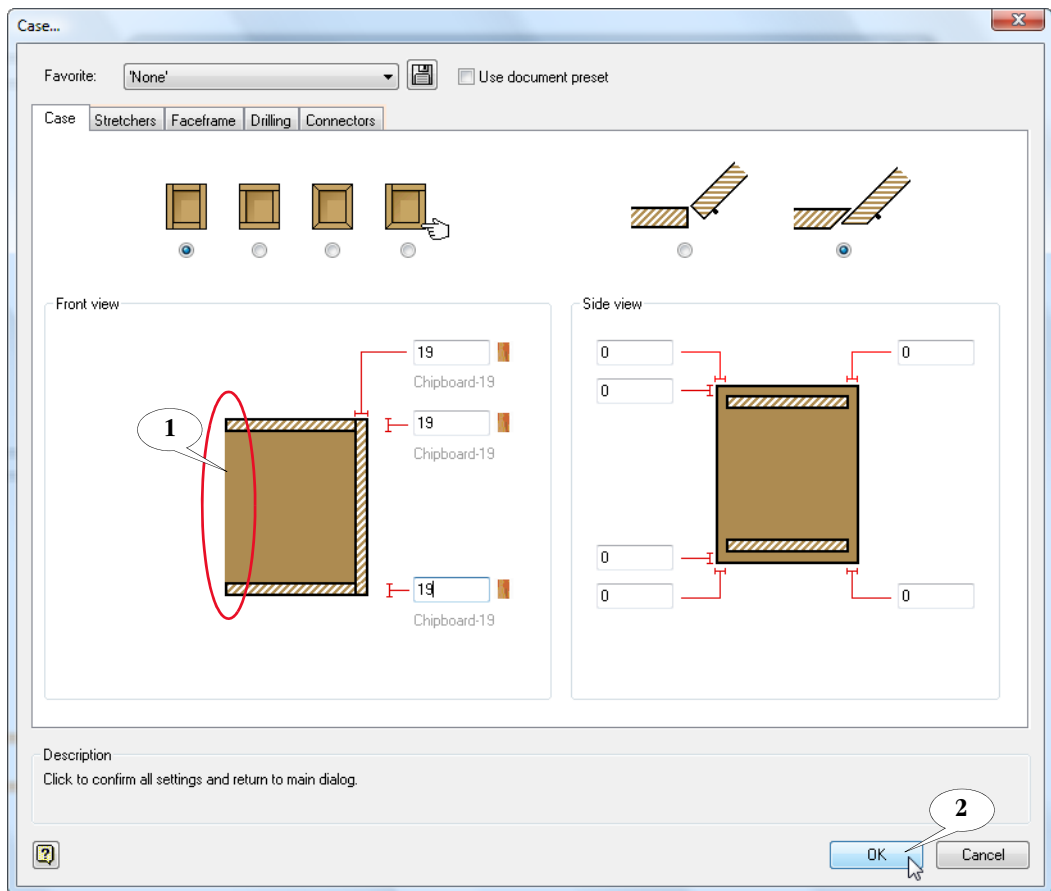 Case...
Favorite: 'None' Use document preset
Case Stretchers Faceframe Drilling Connectors
Front view
19
Chipboard-19
19
Chipboard-19
1
19
Chipboard-19
Side view
0 0
0
0
0 0
Description
Click to confirm all settings and return to main dialog.
2
OK Cancel